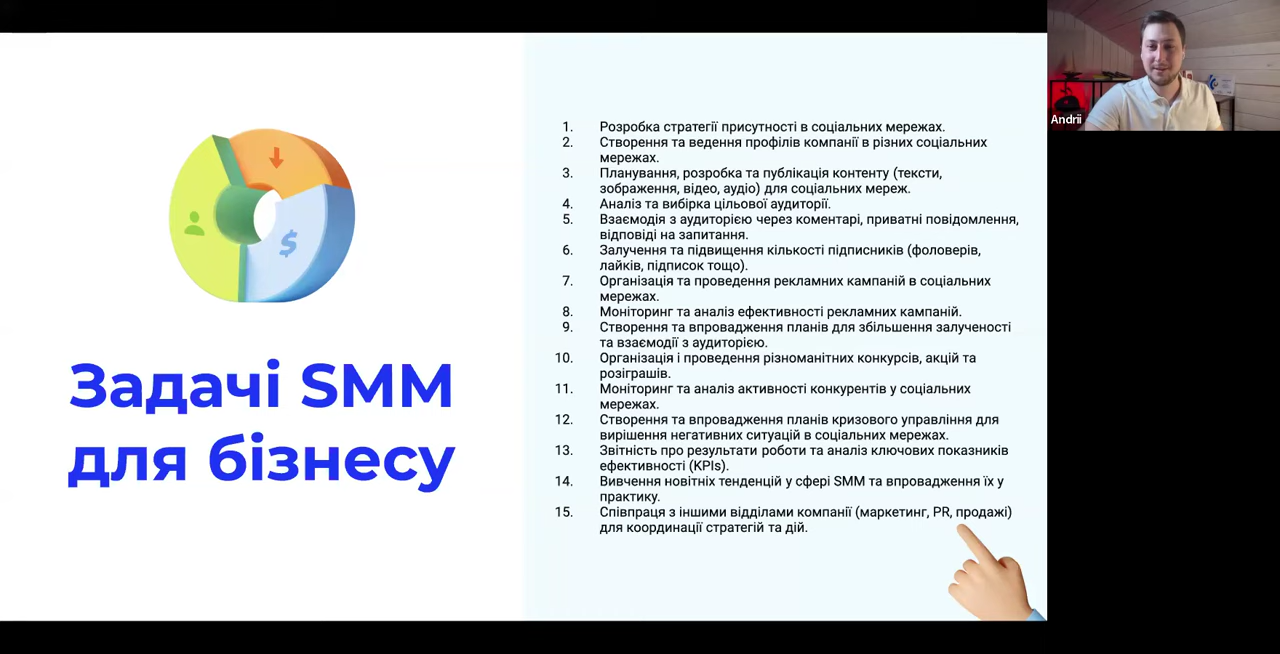 Задачі SMM
для бізнесу
1. Розробка стратегії присутності в соціальних мережах.
2. Створення та ведення профілів компанії в різних соціальних
мережах.
3. Планування, розробка та публікація контенту (тексти,
зображення, відео, аудіо) для соціальних мереж.
4. Аналіз та вибірка цільової аудиторії.
5. Взаємодія з аудиторією через коментарі, приватні повідомлення,
відповіді на запитання.
6. Залучення та підвищення кількості підписників (фоловерів,
лайків, підписок тощо).
7. Організація та проведення рекламних кампаній в соціальних
мережах.
8. Моніторинг та аналіз ефективності рекламних кампаній.
9. Створення та впровадження планів для збільшення залученості
та взаємодії з аудиторією.
10. Організація і проведення різноманітних конкурсів, акцій та
розіграшів.
11. Моніторинг та аналіз активності конкурентів у соціальних
мережах.
12. Створення та впровадження планів кризового управління для
вирішення негативних ситуацій в соціальних мережах.
13. Звітність про результати роботи та аналіз ключових показників
ефективності (KPIs).
14. Вивчення новітніх тенденцій у сфері SMM та впровадження їх у
практику.
15. Співпраця з іншими відділами компанії (маркетинг, PR, продажі)
для координації стратегій та дій.
Andrii